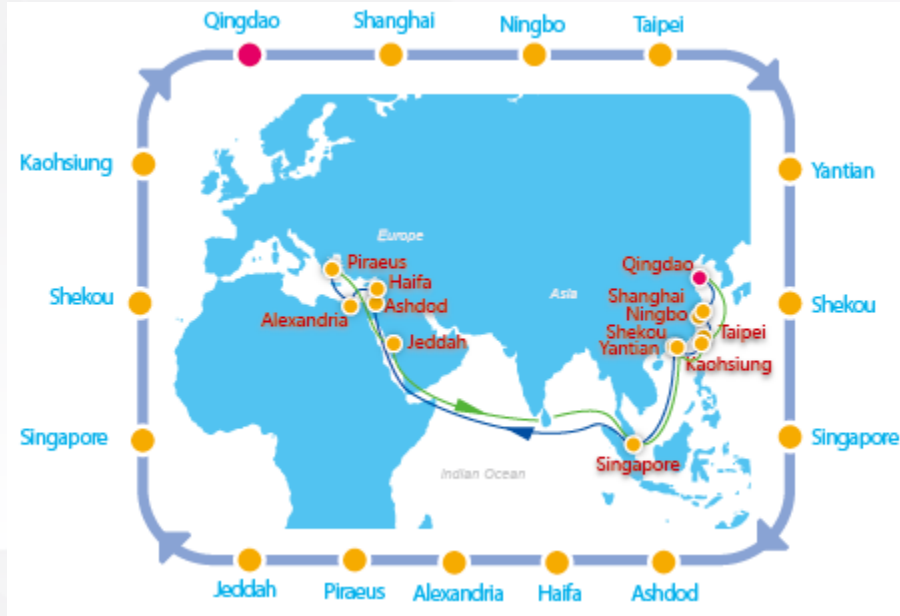 Qingdao
Shanghai
Ningbo
Taipei
Kaohsiung
Yantian
Shekou
Shekou
Singapore
Singapore
Jeddah
Piraeus
Alexandria
Haifa
Ashdod
Europe
Asia
Indian Ocean
Piraeus
Haifa
Ashdod
Alexandria
Jeddah
Qingdao
Shanghai
Ningbo
Shekou
Taipei
Yantian
Kaohsiung
Singapore